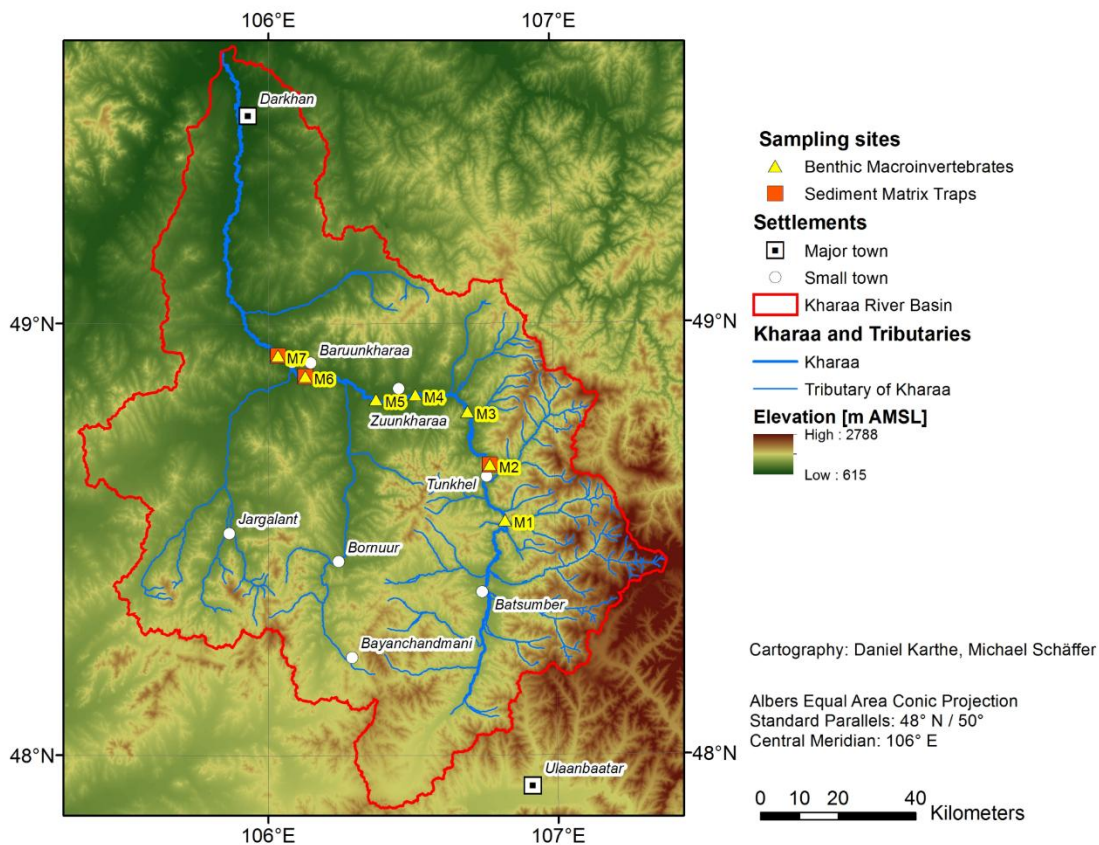 106°E
107°E
Darkhan
49°N
49°N
M7
Baruunkharaa
M6
M5
M4
Zuunkharaa
M3
M2
Tunkhel
M1
Jargalant
Bornuur
Batsumber
Bayanchandmani
48°N
48°N
Ulaanbaatar
106°E
107°E
Sampling sites
Benthic Macroinvertebrates
Sediment Matrix Traps
Settlements
Major town
Small town
Kharaa River Basin
Kharaa and Tributaries
Kharaa
Tributary of Kharaa
Elevation [m AMSL]
High : 2788
Low : 615
Cartography: Daniel Karthe, Michael Schäffer
Albers Equal Area Conic Projection
Standard Parallels: 48° N / 50°
Central Meridian: 106° E
0 10 20 40
Kilometers